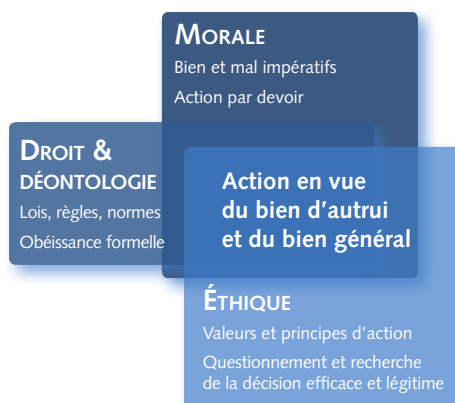 MORALE
Bien et mal impératifs
Action par devoir
DROIT &
DÉONTOLOGIE
Lois, règles, normes
Obéissance formelle
Action en vue
du bien d'autrui
et du bien général
ÉTHIQUE
Valeurs et principes d'action
Questionnement et recherche
de la décision efficace et légitime